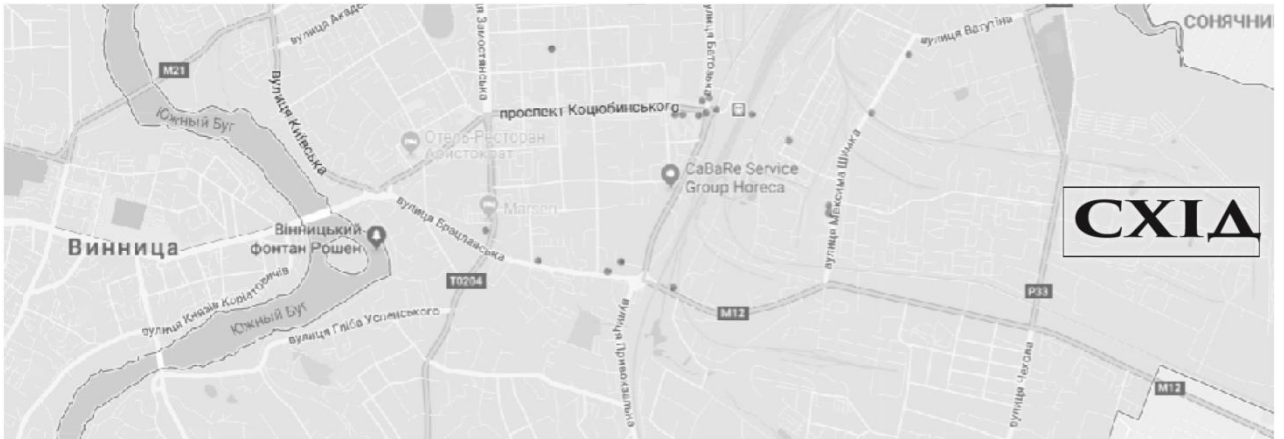 вулиця Ака
вулиця Замостянська
вулиця Батозька
вулиця Ватутіна
СОНЯЧНИ
M21
вулиця Київська
Южный Буг
проспект Коцюбинського
Отель-Ресторан
Аристократ
CaBaRe Service
Group Horeca
вулиця Максима Шимка
СХІД
Marsen
вулиця Брацлавська
Вінницький
фонтан Рошен
Винница
T0204
P33
вулиця Князів Коріатовичів
Южный Буг
вулиця Гліба Успенського
M12
вулиця Привокзальна
вулиця Чехова
M12